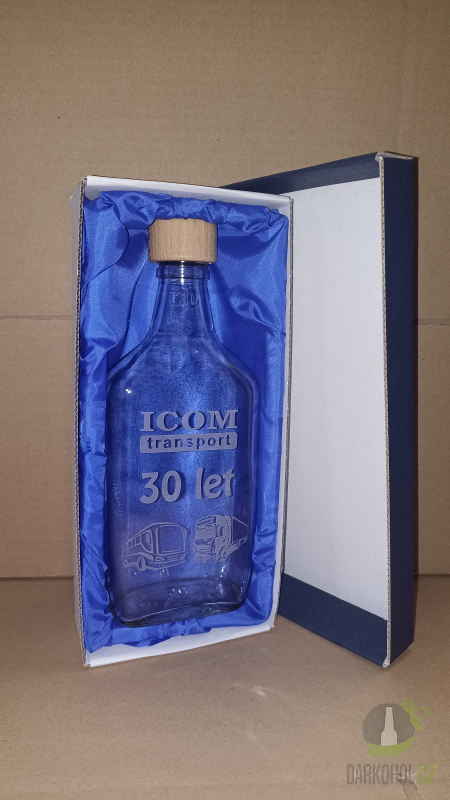 ICOM
transport
30 let
DARKOHOL.CZ